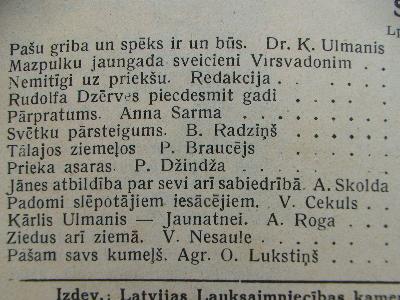 Pašu griba un spēks ir un būs. Dr. K. Ulmanis
Mazpulku jaungada sveicieni Virsvadonim . .
Nemitīgi uz priekšu. Redakcija . . .
Rudolfa Dzērves piecdesmit gadi . . . .
Pārpratums. Anna Sarma . . . . .
Svētku pārsteigums. B. Radziņš . . . .
Tālajos ziemeļos P. Braucējs . . . .
Prieka asaras. P. Džindža . . . . .
Jānes atbildība par sevi arī sabiedrībā. A. Skolda
Padomi slēpotājiem iesācējiem. V. Cekuls . .
Kārlis Ulmanis — Jaunatnei. A. Roga . .
Ziedus arī ziemā. V. Nesaule . . . .
Pašam savs kumeļš. Agr. O. Lukstiņš . . .
Izdev.: Latvijas Lauksaimniecības kame